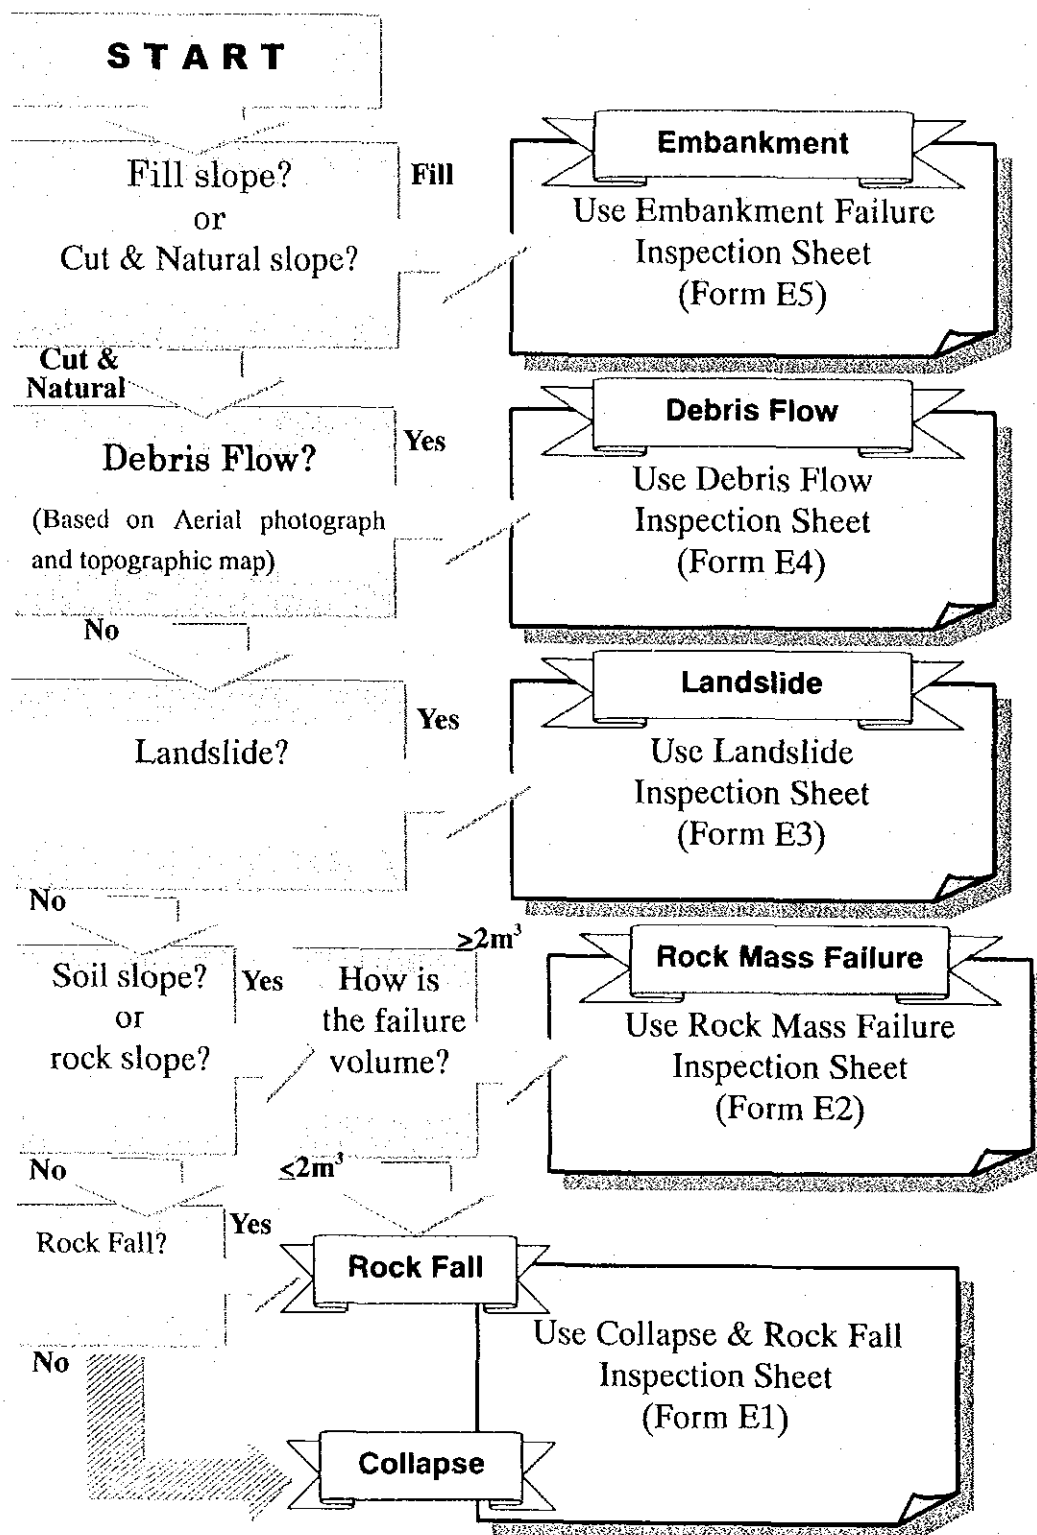 START
Fill slope?
or
Cut & Natural slope?
Fill
Embankment
Use Embankment Failure
Inspection Sheet
(Form E5)
Cut &
Natural
Debris Flow?
(Based on Aerial photograph
and topographic map)
Yes
Debris Flow
Use Debris Flow
Inspection Sheet
(Form E4)
No
Landslide?
Yes
Landslide
Use Landslide
Inspection Sheet
(Form E3)
No
Soil slope?
or
rock slope?
Yes
How is
the failure
volume?
≥2m³
Rock Mass Failure
Use Rock Mass Failure
Inspection Sheet
(Form E2)
No
≤2m³
Rock Fall?
Yes
Rock Fall
Use Collapse & Rock Fall
Inspection Sheet
(Form E1)
No
Collapse